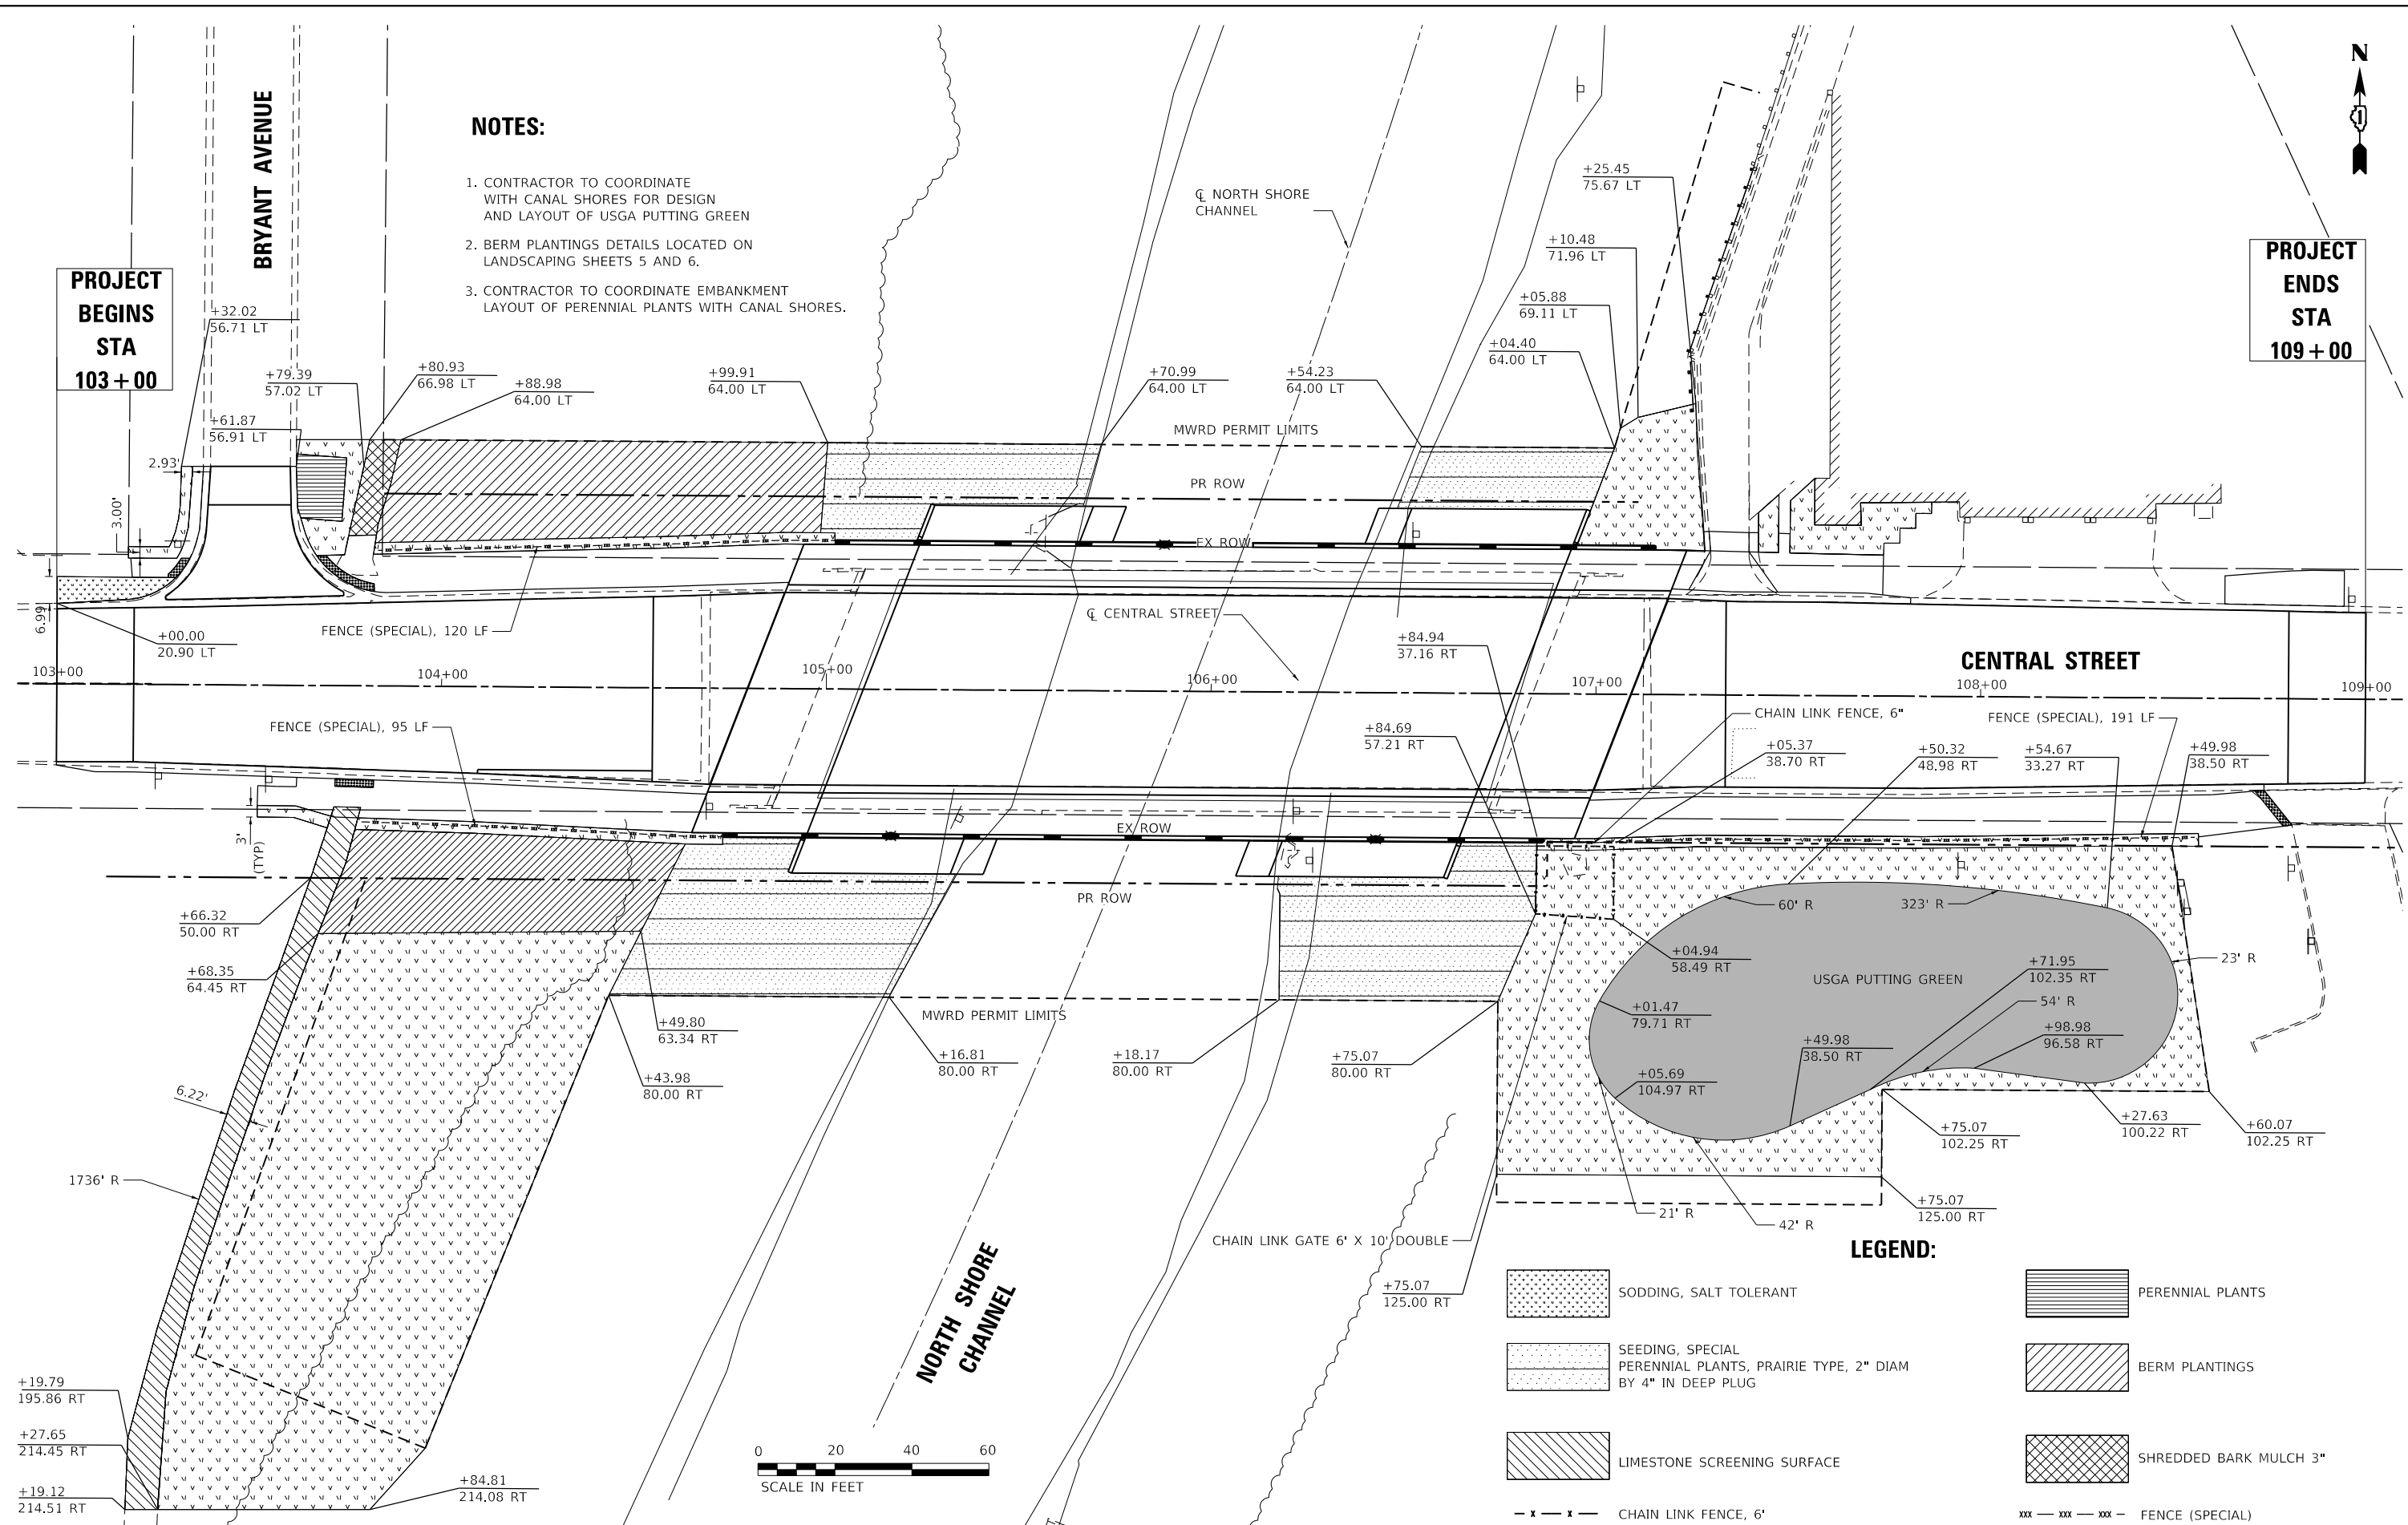 N
BRYANT AVENUE
NOTES:
1. CONTRACTOR TO COORDINATE
WITH CANAL SHORES FOR DESIGN
AND LAYOUT OF USGA PUTTING GREEN
2. BERM PLANTINGS DETAILS LOCATED ON
LANDSCAPING SHEETS 5 AND 6.
3. CONTRACTOR TO COORDINATE EMBANKMENT
LAYOUT OF PERENNIAL PLANTS WITH CANAL SHORES.
PROJECT
BEGINS
STA
103+00
PROJECT
ENDS
STA
109+00
℄ NORTH SHORE
CHANNEL
+25.45
75.67 LT
+10.48
71.96 LT
+05.88
69.11 LT
+04.40
64.00 LT
+32.02
56.71 LT
+79.39
57.02 LT
+61.87
56.91 LT
+80.93
66.98 LT
+88.98
64.00 LT
+99.91
64.00 LT
+70.99
64.00 LT
+54.23
64.00 LT
MWRD PERMIT LIMITS
2.93'
3.00'
6.99'
PR ROW
EX ROW
+00.00
20.90 LT
FENCE (SPECIAL), 120 LF
℄ CENTRAL STREET
+84.94
37.16 RT
CENTRAL STREET
103+00
104+00
105+00
106+00
107+00
108+00
109+00
FENCE (SPECIAL), 95 LF
+84.69
57.21 RT
CHAIN LINK FENCE, 6"
FENCE (SPECIAL), 191 LF
+05.37
38.70 RT
+50.32
48.98 RT
+54.67
33.27 RT
+49.98
38.50 RT
3'
(TYP)
EX ROW
PR ROW
+66.32
50.00 RT
+68.35
64.45 RT
60' R
323' R
23' R
+04.94
58.49 RT
USGA PUTTING GREEN
+71.95
102.35 RT
54' R
+01.47
79.71 RT
+98.98
96.58 RT
+49.98
38.50 RT
+05.69
104.97 RT
MWRD PERMIT LIMITS
+49.80
63.34 RT
+43.98
80.00 RT
+16.81
80.00 RT
+18.17
80.00 RT
+75.07
80.00 RT
+75.07
102.25 RT
+27.63
100.22 RT
+60.07
102.25 RT
6.22'
1736' R
21' R
42' R
+75.07
125.00 RT
CHAIN LINK GATE 6' X 10' DOUBLE
+75.07
125.00 RT
NORTH SHORE
CHANNEL
+19.79
195.86 RT
+27.65
214.45 RT
+19.12
214.51 RT
+84.81
214.08 RT
0 20 40 60
SCALE IN FEET
LEGEND:
SODDING, SALT TOLERANT
PERENNIAL PLANTS
SEEDING, SPECIAL
PERENNIAL PLANTS, PRAIRIE TYPE, 2" DIAM
BY 4" IN DEEP PLUG
BERM PLANTINGS
LIMESTONE SCREENING SURFACE
SHREDDED BARK MULCH 3"
CHAIN LINK FENCE, 6'
FENCE (SPECIAL)